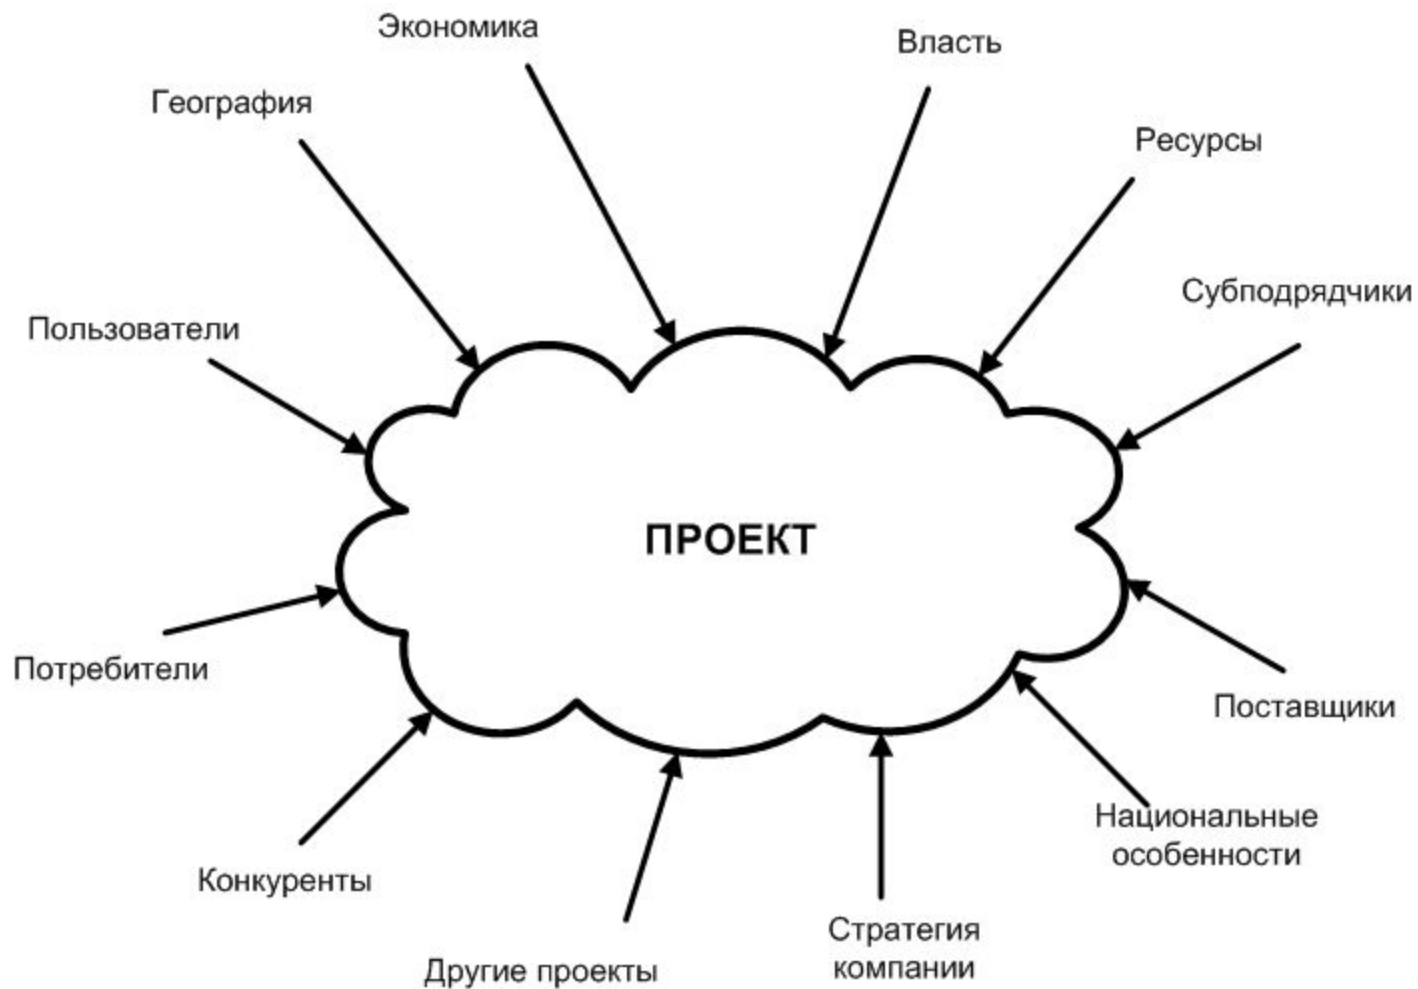 Экономика
Власть
География
Ресурсы
Субподрядчики
Пользователи
ПРОЕКТ
Потребители
Поставщики
Национальные
особенности
Конкуренты
Стратегия
компании
Другие проекты